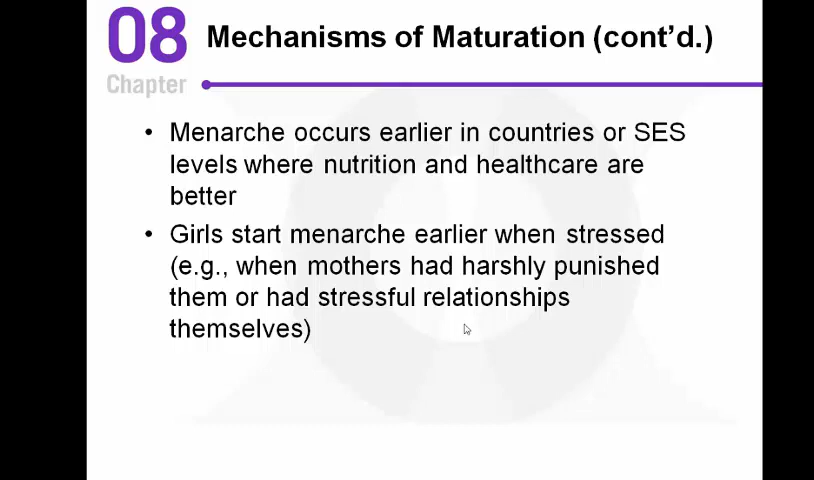 08
Chapter
Mechanisms of Maturation (cont'd.)
• Menarche occurs earlier in countries or SES
levels where nutrition and healthcare are
better
• Girls start menarche earlier when stressed
(e.g., when mothers had harshly punished
them or had stressful relationships
themselves)